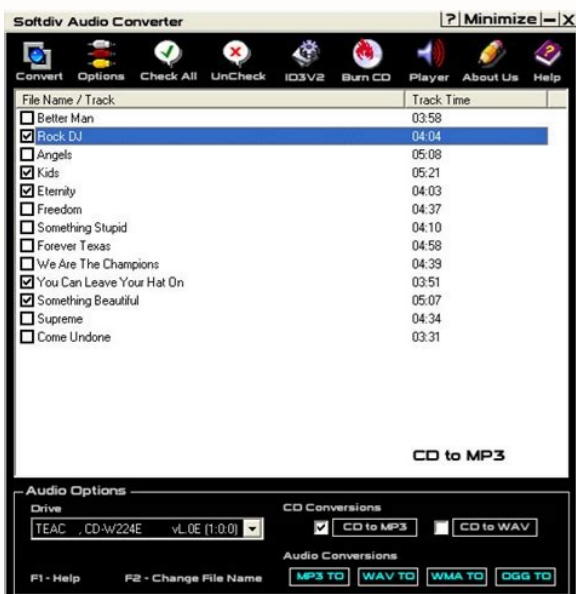 Softdiv Audio Converter ? Minimize — X
Convert Options Check All UnCheck ID3V2 Burn CD Player About Us Help
File Name / Track Track Time
Better Man 03:58
Rock DJ 04:04
Angels 05:08
Kids 05:21
Eternity 04:03
Freedom 04:37
Something Stupid 04:10
Forever Texas 04:58
We Are The Champions 04:39
You Can Leave Your Hat On 03:51
Something Beautiful 05:07
Supreme 04:34
Come Undone 03:31
CD to MP3
Audio Options
Drive CD Conversions
TEAC , CD-W224E vL.0E (1:0:0) CD to MP3 CD to WAV
Audio Conversions
F1 - Help F2 - Change File Name MP3 TO WAV TO WMA TO OGG TO